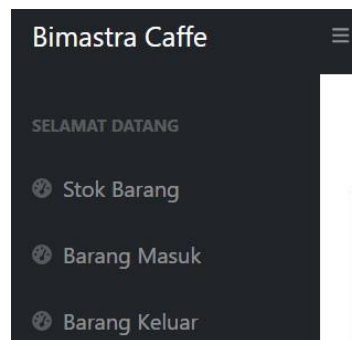 Bimastra Caffe
SELAMAT DATANG
Stok Barang
Barang Masuk
Barang Keluar